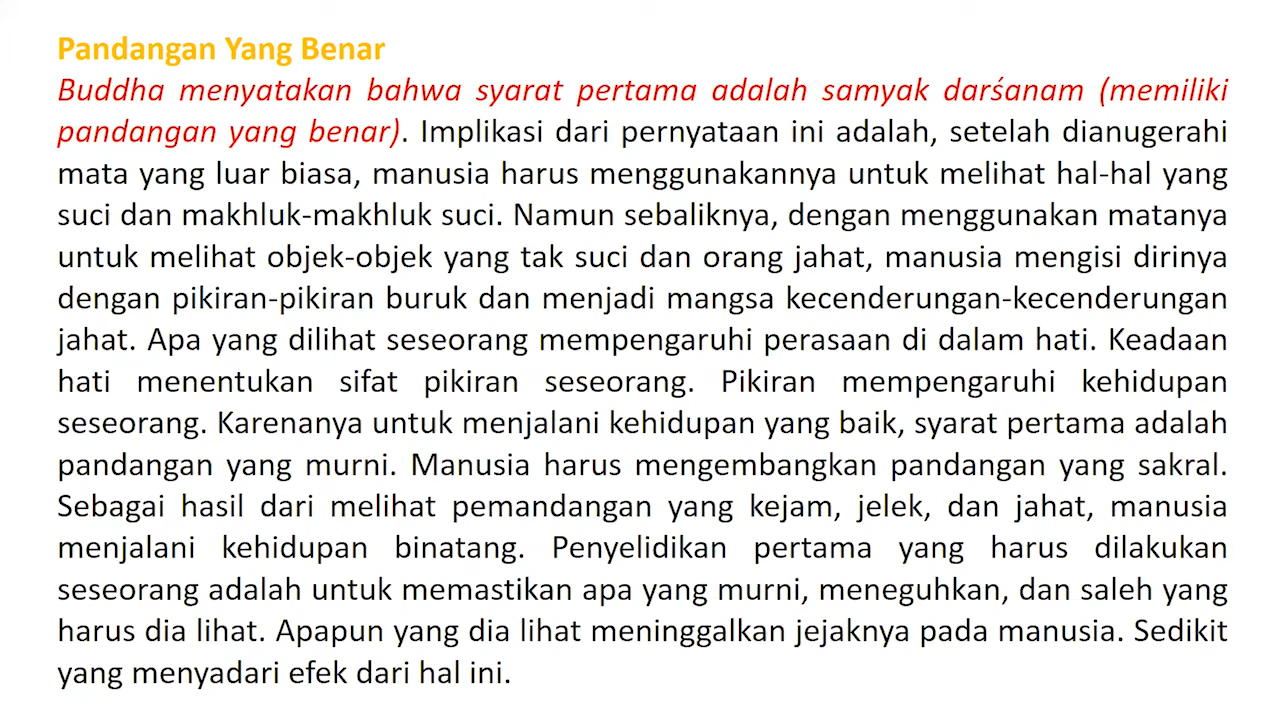 Pandangan Yang Benar
Buddha menyatakan bahwa syarat pertama adalah samyak darśanam (memiliki
pandangan yang benar). Implikasi dari pernyataan ini adalah, setelah dianugerahi
mata yang luar biasa, manusia harus menggunakannya untuk melihat hal-hal yang
suci dan makhluk-makhluk suci. Namun sebaliknya, dengan menggunakan matanya
untuk melihat objek-objek yang tak suci dan orang jahat, manusia mengisi dirinya
dengan pikiran-pikiran buruk dan menjadi mangsa kecenderungan-kecenderungan
jahat. Apa yang dilihat seseorang mempengaruhi perasaan di dalam hati. Keadaan
hati menentukan sifat pikiran seseorang. Pikiran mempengaruhi kehidupan
seseorang. Karenanya untuk menjalani kehidupan yang baik, syarat pertama adalah
pandangan yang murni. Manusia harus mengembangkan pandangan yang sakral.
Sebagai hasil dari melihat pemandangan yang kejam, jelek, dan jahat, manusia
menjalani kehidupan binatang. Penyelidikan pertama yang harus dilakukan
seseorang adalah untuk memastikan apa yang murni, meneguhkan, dan saleh yang
harus dia lihat. Apapun yang dia lihat meninggalkan jejaknya pada manusia. Sedikit
yang menyadari efek dari hal ini.